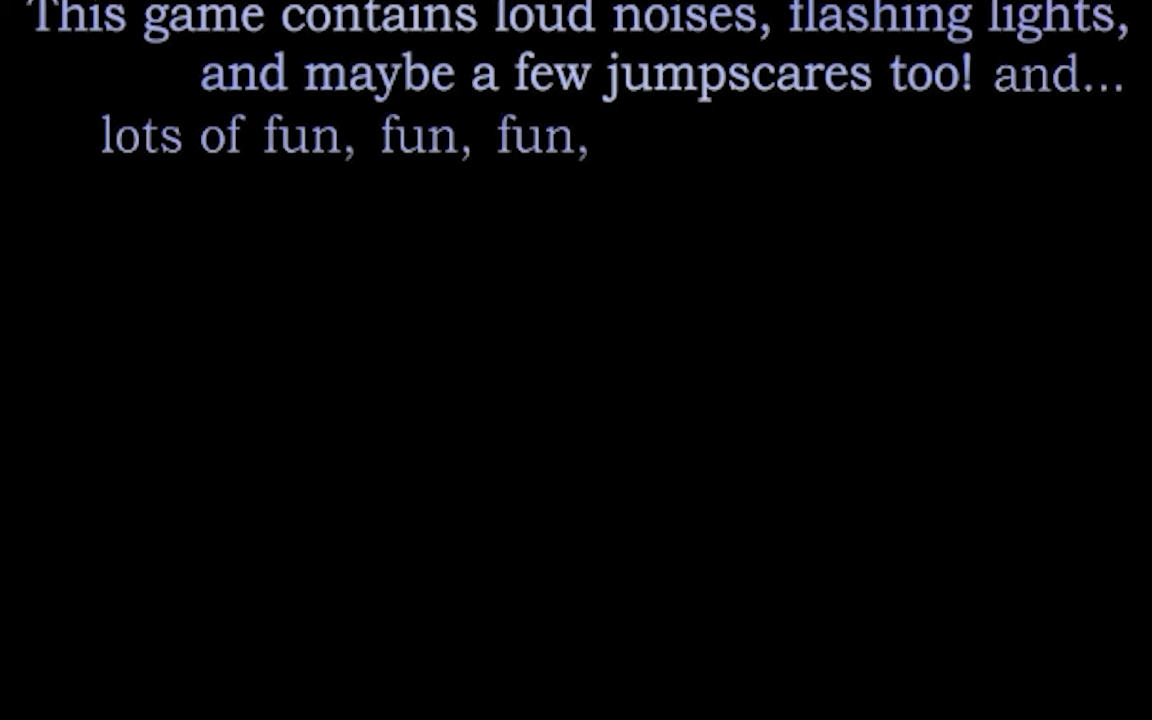 This game contains loud noises, flashing lights,
and maybe a few jumpscares too! and...
lots of fun, fun, fun,